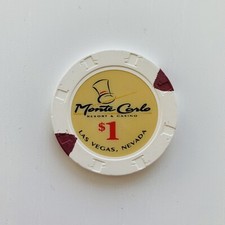 Monte Carlo
RESORT & CASINO
$1
LAS VEGAS, NEVADA